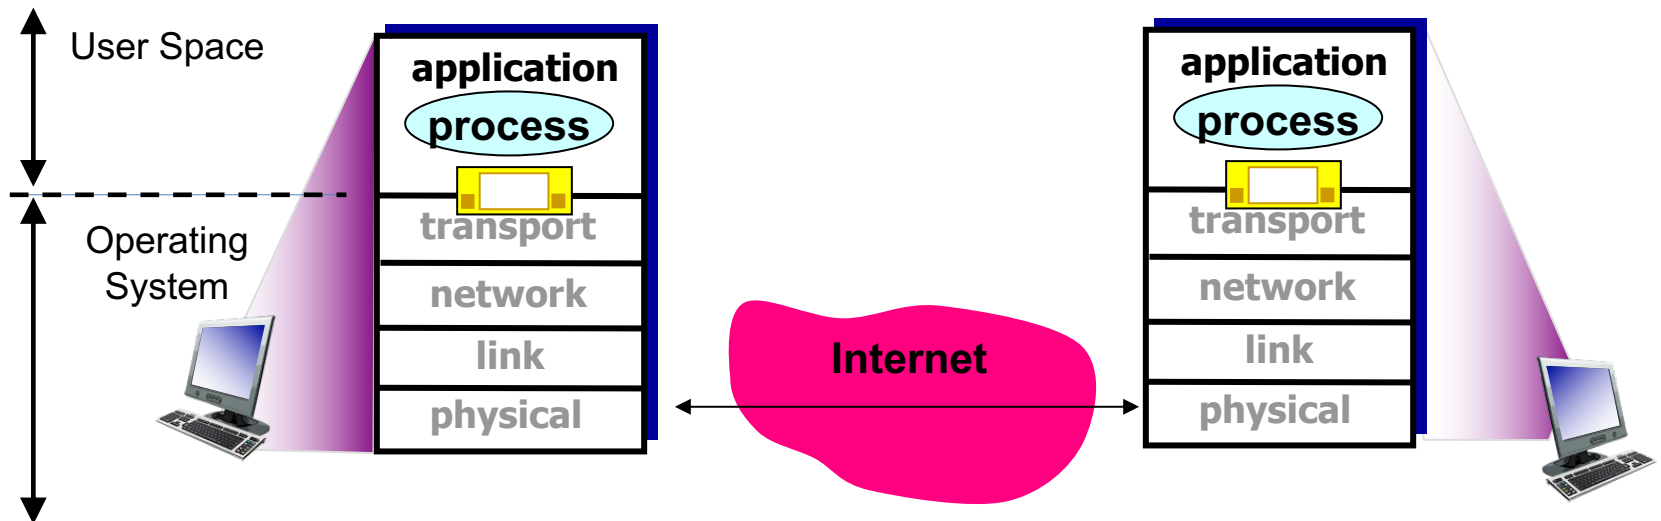 User Space
Operating
System
application
process
transport
network
link
physical
Internet
application
process
transport
network
link
physical